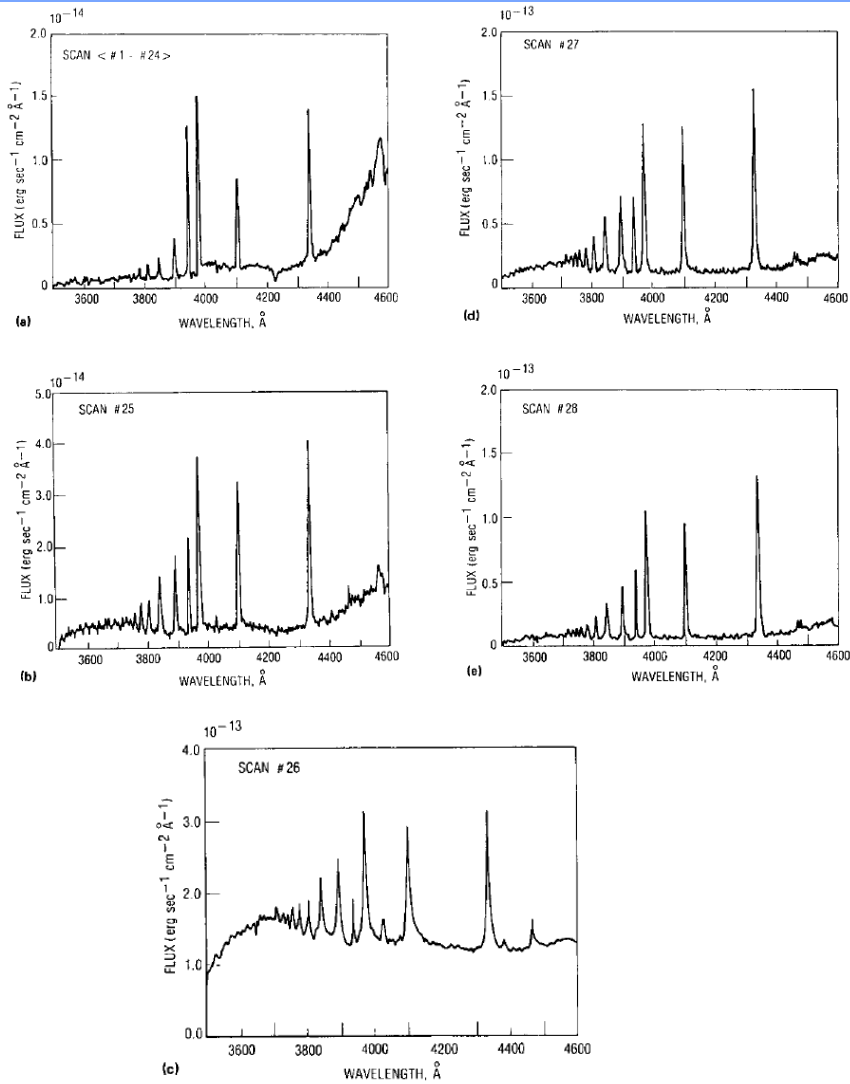 10−14
2.0
SCAN < #1 - #24 >
1.5
1.0
0.5
0
FLUX (erg sec−1 cm−2 Å−1)
3600 3800 4000 4200 4400 4600
(a)
WAVELENGTH, Å
10−13
2.0
SCAN #27
1.5
1.0
0.5
0
FLUX (erg sec−1 cm−2 Å−1)
3600 3800 4000 4200 4400 4600
(d)
WAVELENGTH, Å
10−14
5.0
SCAN #25
4.0
3.0
2.0
1.0
0
FLUX (erg sec−1 cm−2 Å−1)
3600 3800 4000 4200 4400 4600
(b)
WAVELENGTH, Å
10−13
2.0
SCAN #28
1.5
1.0
0.5
0
FLUX (erg sec−1 cm−2 Å−1)
3600 3800 4000 4200 4400 4600
(e)
WAVELENGTH, Å
10−13
4.0
SCAN #26
3.0
2.0
1.0
0.0
FLUX (erg sec−1 cm−2 Å−1)
3600 3800 4000 4200 4400 4600
(c)
WAVELENGTH, Å